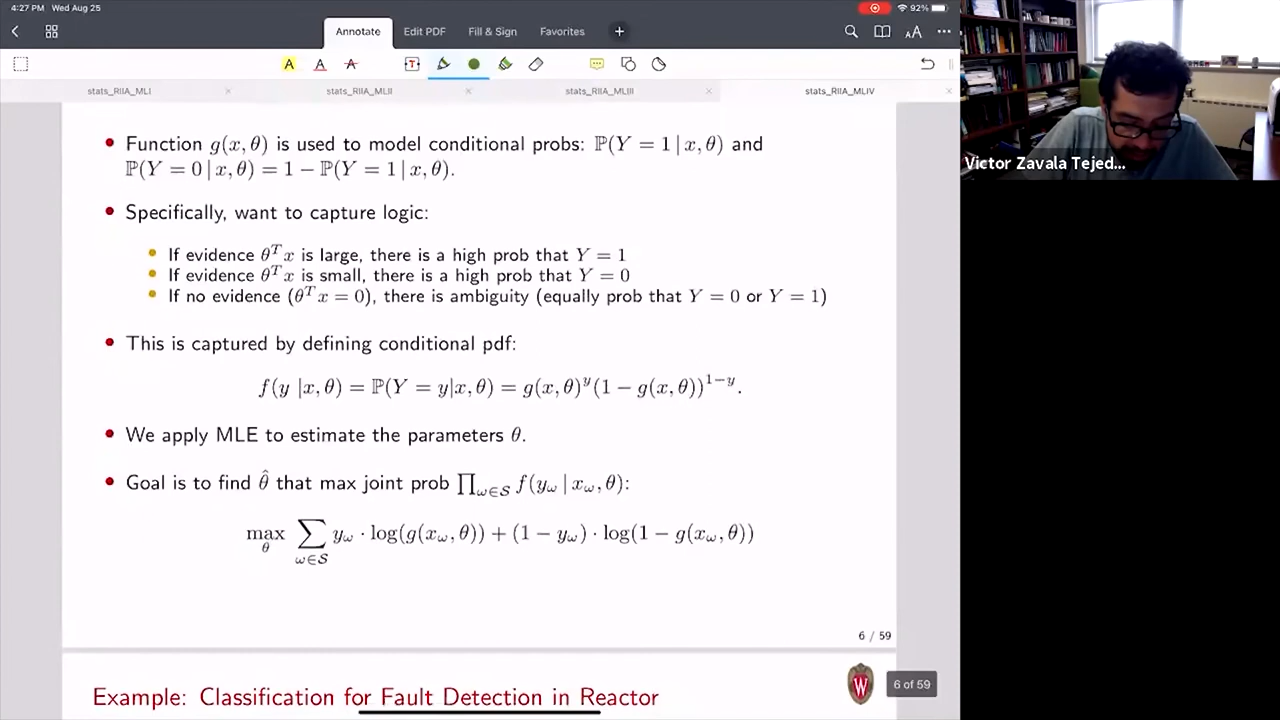 4:27 PM Wed Aug 25
92%
Annotate Edit PDF Fill & Sign Favorites
stats_RIIA_MLI stats_RIIA_MLII stats_RIIA_MLIII stats_RIIA_MLIV
Victor Zavala Tejed...
• Function g(x, θ) is used to model conditional probs: ℙ(Y = 1 | x, θ) and
ℙ(Y = 0 | x, θ) = 1 − ℙ(Y = 1 | x, θ).
• Specifically, want to capture logic:
• If evidence θ^T x is large, there is a high prob that Y = 1
• If evidence θ^T x is small, there is a high prob that Y = 0
• If no evidence (θ^T x = 0), there is ambiguity (equally prob that Y = 0 or Y = 1)
• This is captured by defining conditional pdf:
f(y |x, θ) = ℙ(Y = y|x, θ) = g(x, θ)^y (1 − g(x, θ))^{1−y}.
• We apply MLE to estimate the parameters θ.
• Goal is to find θ̂ that max joint prob ∏_{ω∈𝒮} f(y_ω | x_ω, θ):
max_θ ∑_{ω∈𝒮} y_ω · log(g(x_ω, θ)) + (1 − y_ω) · log(1 − g(x_ω, θ))
6 / 59
Example: Classification for Fault Detection in Reactor
W
6 of 59